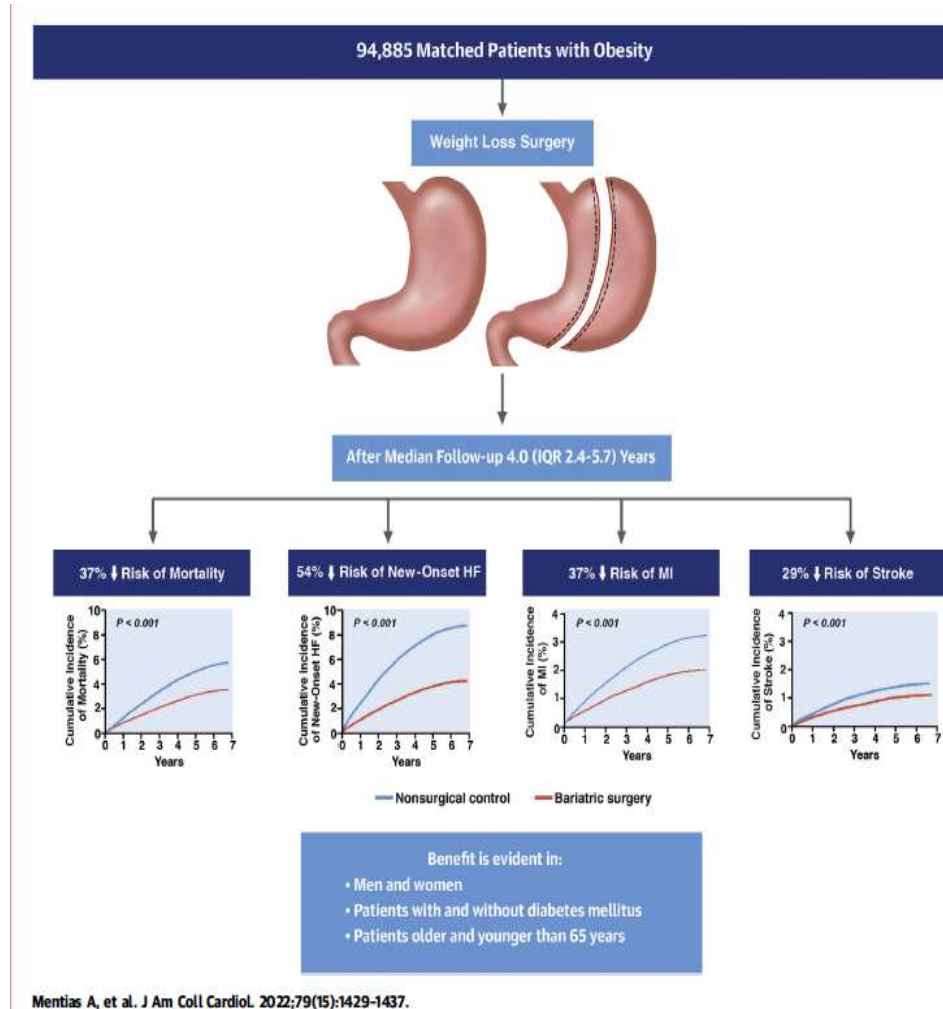 94,885 Matched Patients with Obesity
Weight Loss Surgery
After Median Follow-up 4.0 (IQR 2.4-5.7) Years
37% ↓ Risk of Mortality
54% ↓ Risk of New-Onset HF
37% ↓ Risk of MI
29% ↓ Risk of Stroke
Cumulative Incidence
of Mortality (%)
10
8
6
4
2
0
P < 0.001
0 1 2 3 4 5 6 7
Years
Cumulative Incidence
of New-Onset HF (%)
10
8
6
4
2
0
P < 0.001
0 1 2 3 4 5 6 7
Years
Cumulative Incidence
of MI (%)
4
3
2
1
0
P < 0.001
0 1 2 3 4 5 6 7
Years
Cumulative Incidence
of Stroke (%)
4
3
2
1
0
P < 0.001
0 1 2 3 4 5 6 7
Years
Nonsurgical control Bariatric surgery
Benefit is evident in:
• Men and women
• Patients with and without diabetes mellitus
• Patients older and younger than 65 years
Mentias A, et al. J Am Coll Cardiol. 2022;79(15):1429-1437.